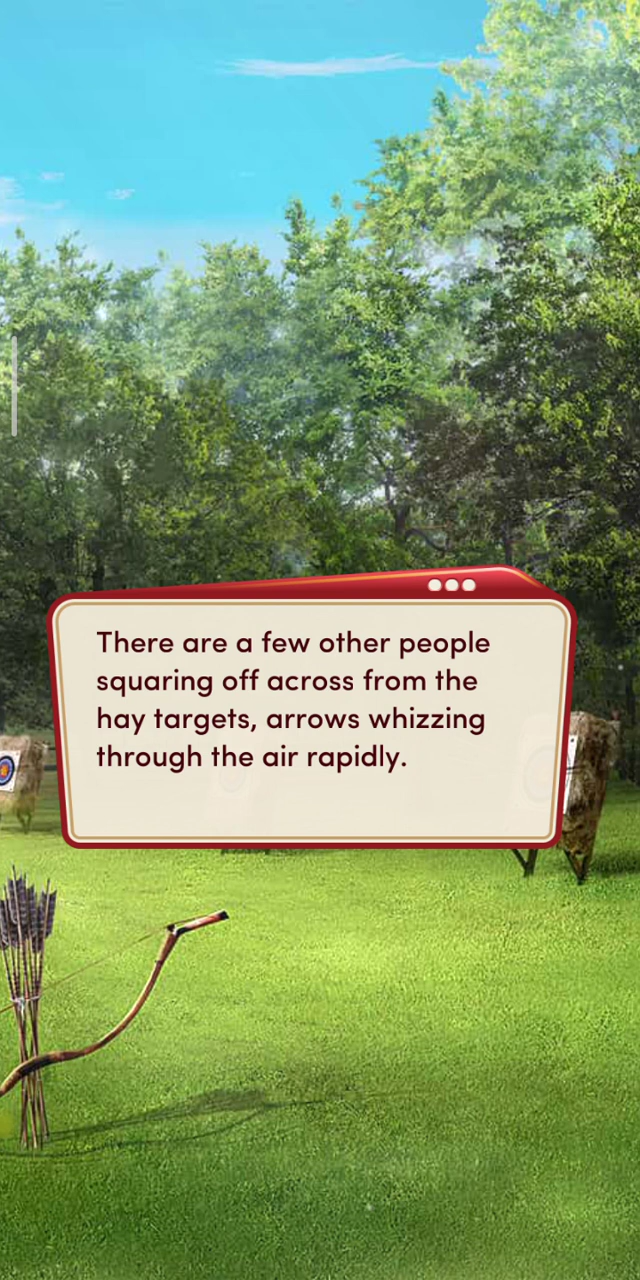 There are a few other people
squaring off across from the
hay targets, arrows whizzing
through the air rapidly.